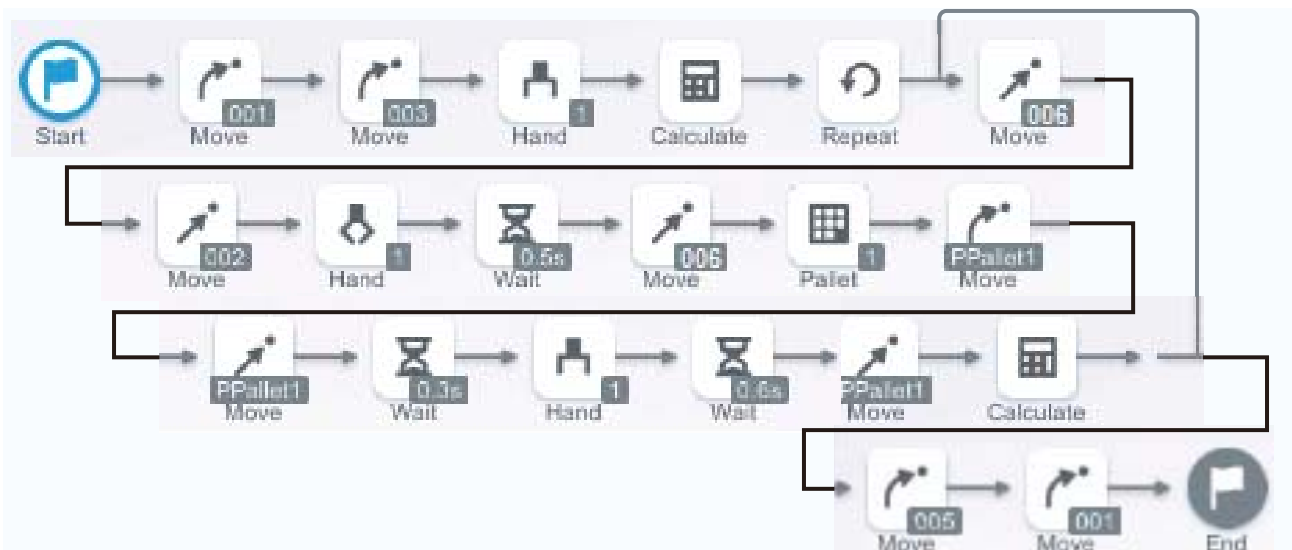 001 003 1 006
Start Move Move Hand Calculate Repeat Move
002 1 0.5s 006 1 PPallet1
Move Hand Wait Move Pallet Move
PPallet1 0.3s 1 0.6s PPallet1
Move Wait Hand Wait Move Calculate
005 001
Move Move End